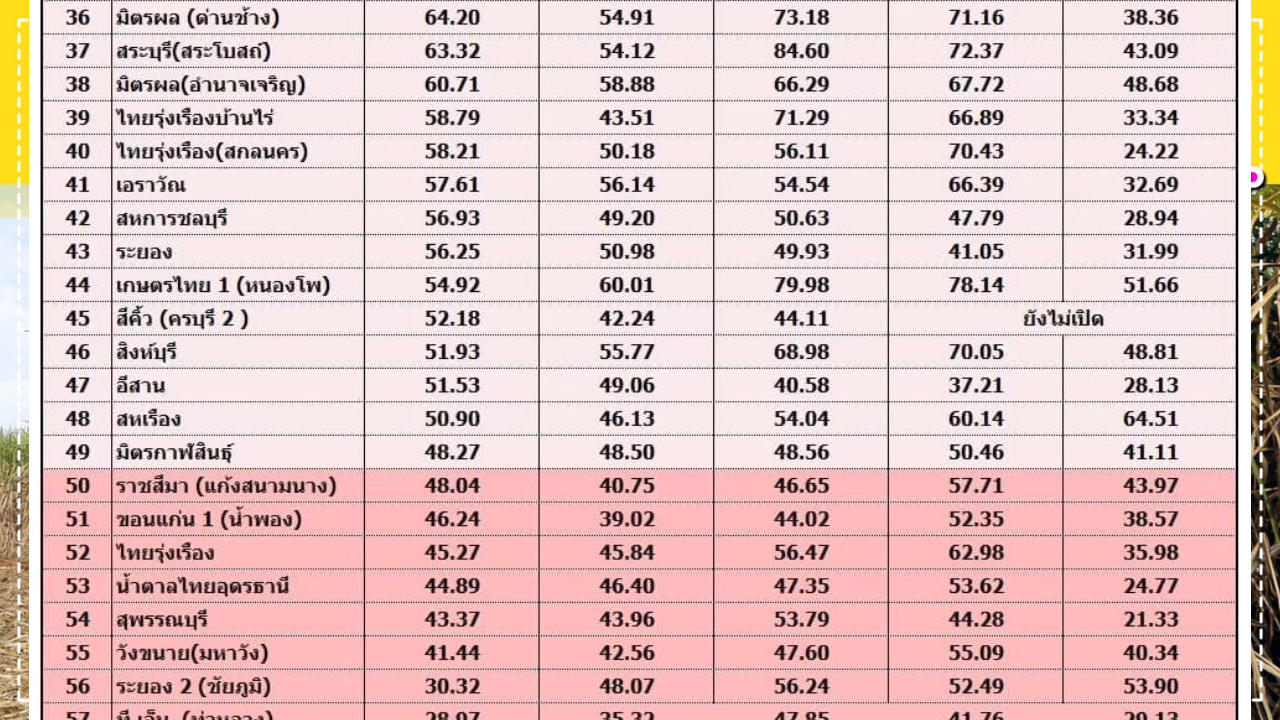 36 มิตรผล (ด่านช้าง) 64.20 54.91 73.18 71.16 38.36
37 สระบุรี(สระโบสถ์) 63.32 54.12 84.60 72.37 43.09
38 มิตรผล(อำนาจเจริญ) 60.71 58.88 66.29 67.72 48.68
39 ไทยรุ่งเรืองบ้านไร่ 58.79 43.51 71.29 66.89 33.34
40 ไทยรุ่งเรือง(สกลนคร) 58.21 50.18 56.11 70.43 24.22
41 เอราวัณ 57.61 56.14 54.54 66.39 32.69
42 สหการชลบุรี 56.93 49.20 50.63 47.79 28.94
43 ระยอง 56.25 50.98 49.93 41.05 31.99
44 เกษตรไทย 1 (หนองโพ) 54.92 60.01 79.98 78.14 51.66
45 สีคิ้ว (ครบุรี 2 ) 52.18 42.24 44.11 ยังไม่เปิด
46 สิงห์บุรี 51.93 55.77 68.98 70.05 48.81
47 อีสาน 51.53 49.06 40.58 37.21 28.13
48 สหเรือง 50.90 46.13 54.04 60.14 64.51
49 มิตรกาฬสินธุ์ 48.27 48.50 48.56 50.46 41.11
50 ราชสีมา (แก้งสนามนาง) 48.04 40.75 46.65 57.71 43.97
51 ขอนแก่น 1 (น้ำพอง) 46.24 39.02 44.02 52.35 38.57
52 ไทยรุ่งเรือง 45.27 45.84 56.47 62.98 35.98
53 น้ำตาลไทยอุดรธานี 44.89 46.40 47.35 53.62 24.77
54 สุพรรณบุรี 43.37 43.96 53.79 44.28 21.33
55 วังขนาย(มหาวัง) 41.44 42.56 47.60 55.09 40.34
56 ระยอง 2 (ชัยภูมิ) 30.32 48.07 56.24 52.49 53.90
57 28.97 35.32 47.85 41.76 29.13